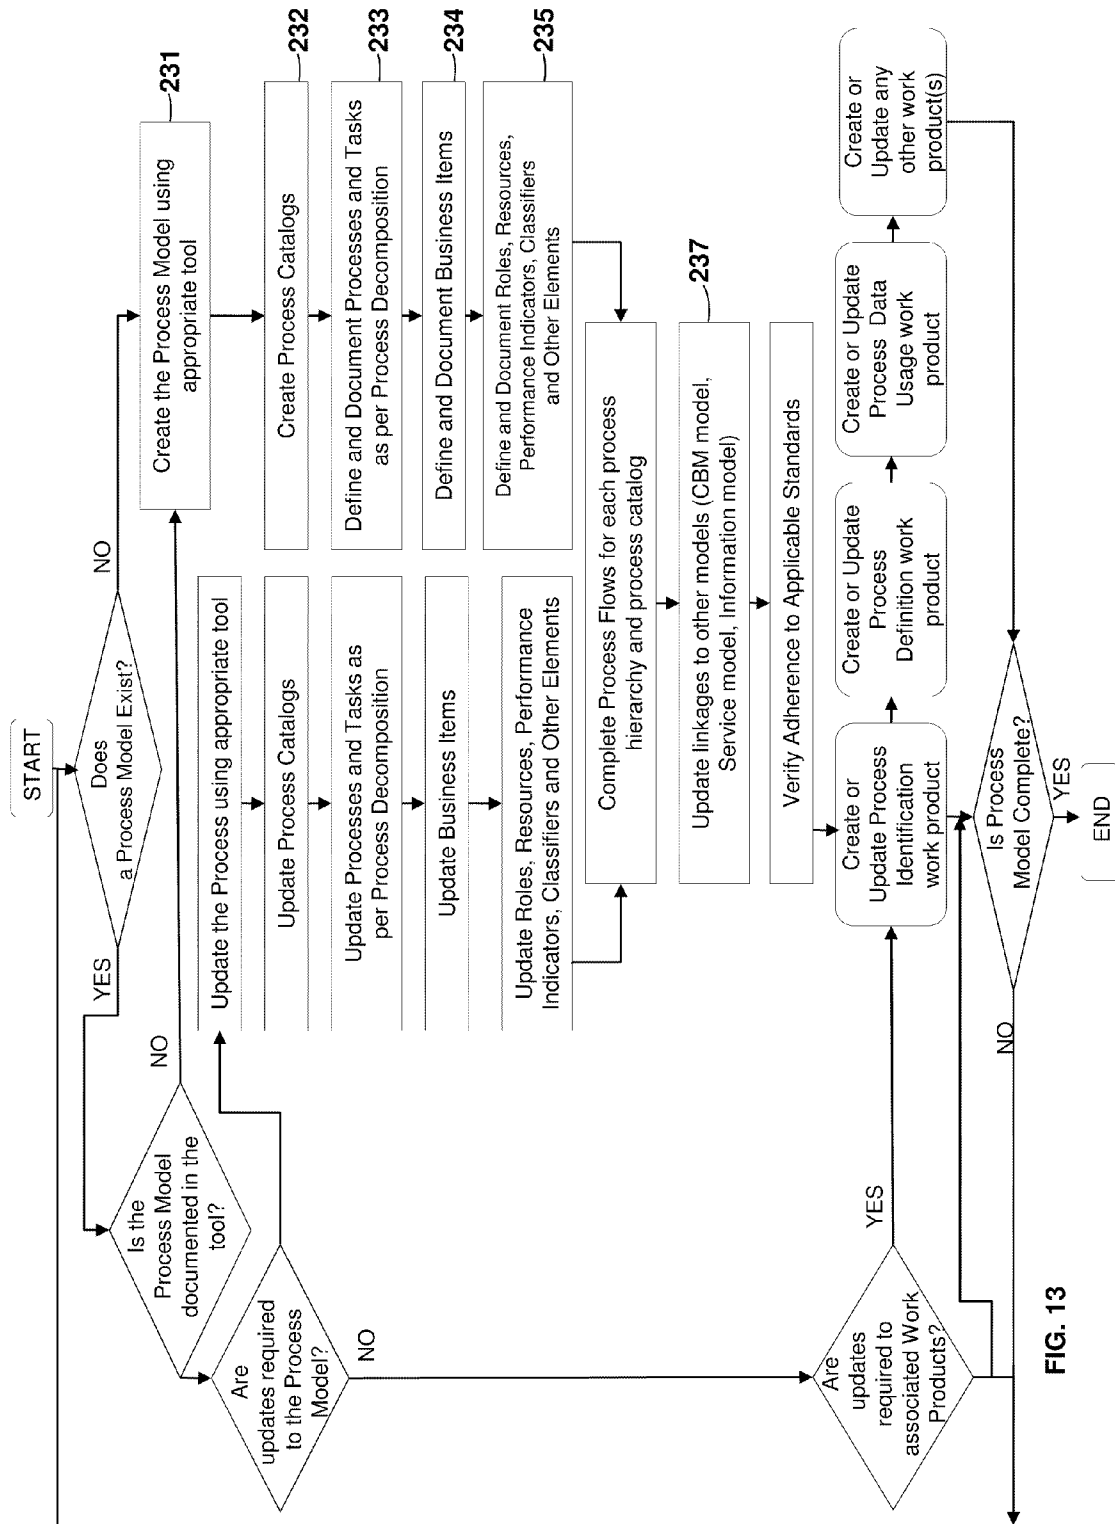 START
Does
a Process Model Exist?
YES
NO
Is the
Process Model
documented in the
tool?
NO
Create the Process Model using
appropriate tool
231
Are
updates required
to the Process
Model?
NO
Update the Process using appropriate tool
Update Process Catalogs
Update Processes and Tasks as
per Process Decomposition
Update Business Items
Update Roles, Resources, Performance
Indicators, Classifiers and Other Elements
Create Process Catalogs
232
Define and Document Processes and Tasks
as per Process Decomposition
233
Define and Document Business Items
234
Define and Document Roles, Resources,
Performance Indicators, Classifiers
and Other Elements
235
Complete Process Flows for each process
hierarchy and process catalog
Update linkages to other models (CBM model,
Service model, Information model)
237
Verify Adherence to Applicable Standards
Are
updates
required to
associated Work
Products?
YES
Create or
Update Process
Identification
work product
Create or Update
Process
Definition work
product
Create or Update
Process Data
Usage work
product
Create or
Update any
other work
product(s)
Is Process
Model Complete?
NO
YES
END
FIG. 13